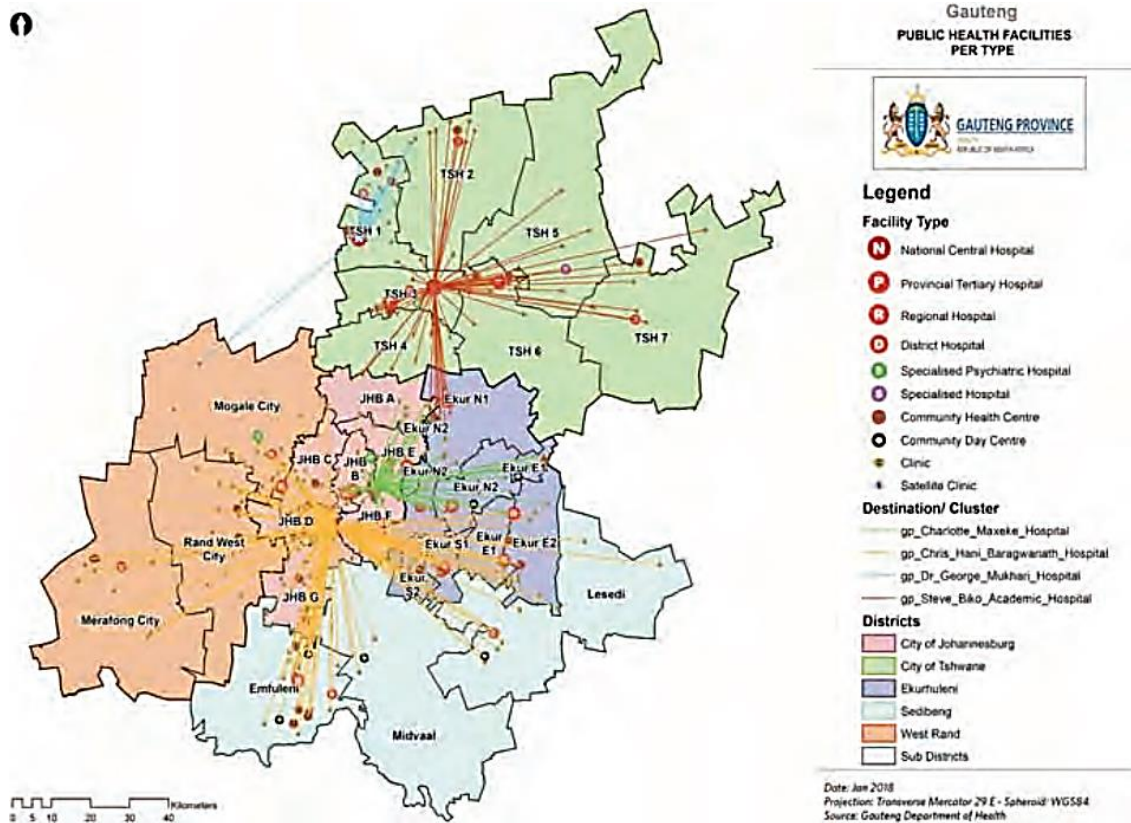 Gauteng
PUBLIC HEALTH FACILITIES
PER TYPE
GAUTENG PROVINCE
REPUBLIC OF SOUTH AFRICA
Legend
Facility Type
N National Central Hospital
P Provincial Tertiary Hospital
R Regional Hospital
D District Hospital
Specialised Psychiatric Hospital
S Specialised Hospital
Community Health Centre
Community Day Centre
Clinic
Satellite Clinic
Destination/ Cluster
gp_Charlotte_Maxeke_Hospital
gp_Chris_Hani_Baragwanath_Hospital
gp_Dr_George_Mukhari_Hospital
gp_Steve_Biko_Academic_Hospital
Districts
City of Johannesburg
City of Tshwane
Ekurhuleni
Sedibeng
West Rand
Sub Districts
Date: Jan 2018
Projection: Transverse Mercator 29 E - Spheroid: WGS84
Source: Gauteng Department of Health
TSH 2
TSH 1
TSH 5
TSH 3
TSH 4
TSH 6
TSH 7
Mogale City
JHB A
Ekur N1
Ekur N2
JHB C
JHB B
JHB E
Ekur N2
Ekur N2
Ekur E1
JHB D
JHB F
Rand West
City
Ekur S1
Ekur
E1
Ekur E2
Ekur
S2
Lesedi
JHB G
Merafong City
Emfuleni
Midvaal
0 5 10 20 30 40
Kilometers